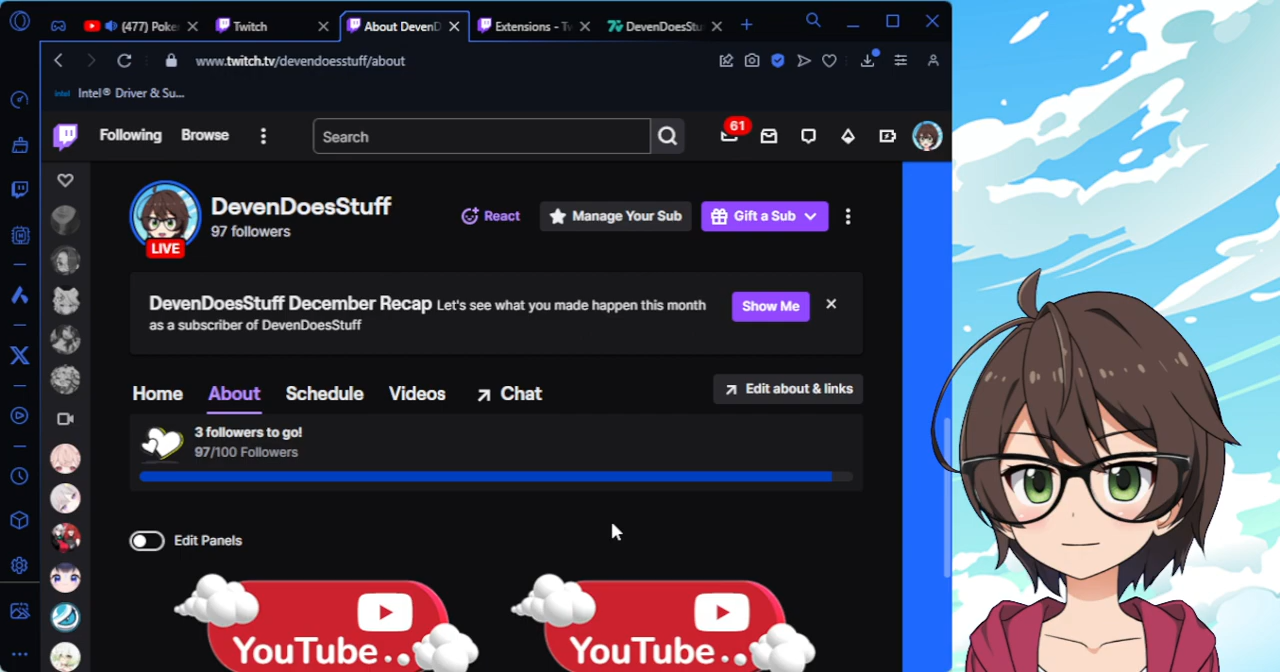 (477) Poke
Twitch
About DevenD
Extensions - Tw
DevenDoesStu
www.twitch.tv/devendoesstuff/about
intel Intel® Driver & Su...
Following
Browse
Search
61
DevenDoesStuff
97 followers
LIVE
React
Manage Your Sub
Gift a Sub
DevenDoesStuff December Recap Let's see what you made happen this month
as a subscriber of DevenDoesStuff
Show Me
Home
About
Schedule
Videos
Chat
Edit about & links
3 followers to go!
97/100 Followers
Edit Panels
YouTube
YouTube